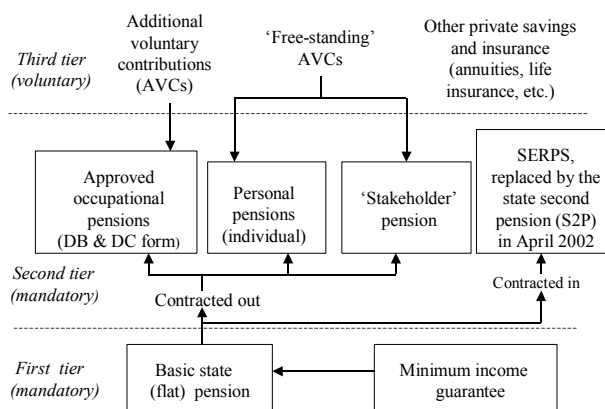 Third tier
(voluntary)
Additional
voluntary
contributions
(AVCs)
‘Free-standing’
AVCs
Other private savings
and insurance
(annuities, life
insurance, etc.)
Approved
occupational
pensions
(DB & DC form)
Personal
pensions
(individual)
‘Stakeholder’
pension
SERPS,
replaced by the
state second
pension (S2P)
in April 2002
Second tier
(mandatory)
Contracted out
Contracted in
First tier
(mandatory)
Basic state
(flat) pension
Minimum income
guarantee